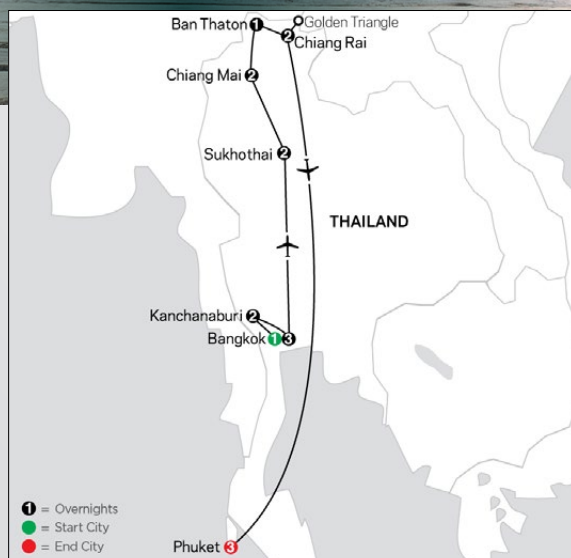 Ban Thaton 1
Golden Triangle
2 Chiang Rai
Chiang Mai 2
Sukhothai 2
THAILAND
Kanchanaburi 2
Bangkok 1 3
1 = Overnights
= Start City
= End City
Phuket 3